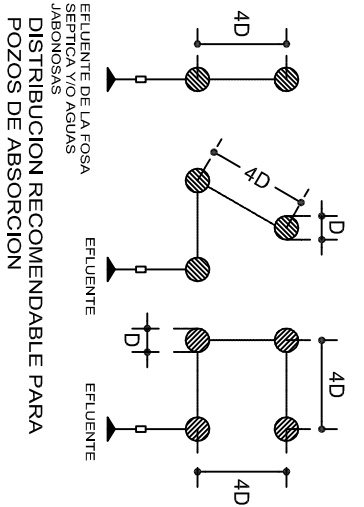 4D
4D
D
4D
4D
D
EFLUENTE DE LA FOSA
SEPTICA Y/O AGUAS
JABONOSAS
EFLUENTE
EFLUENTE
DISTRIBUCION RECOMENDABLE PARA
POZOS DE ABSORCION